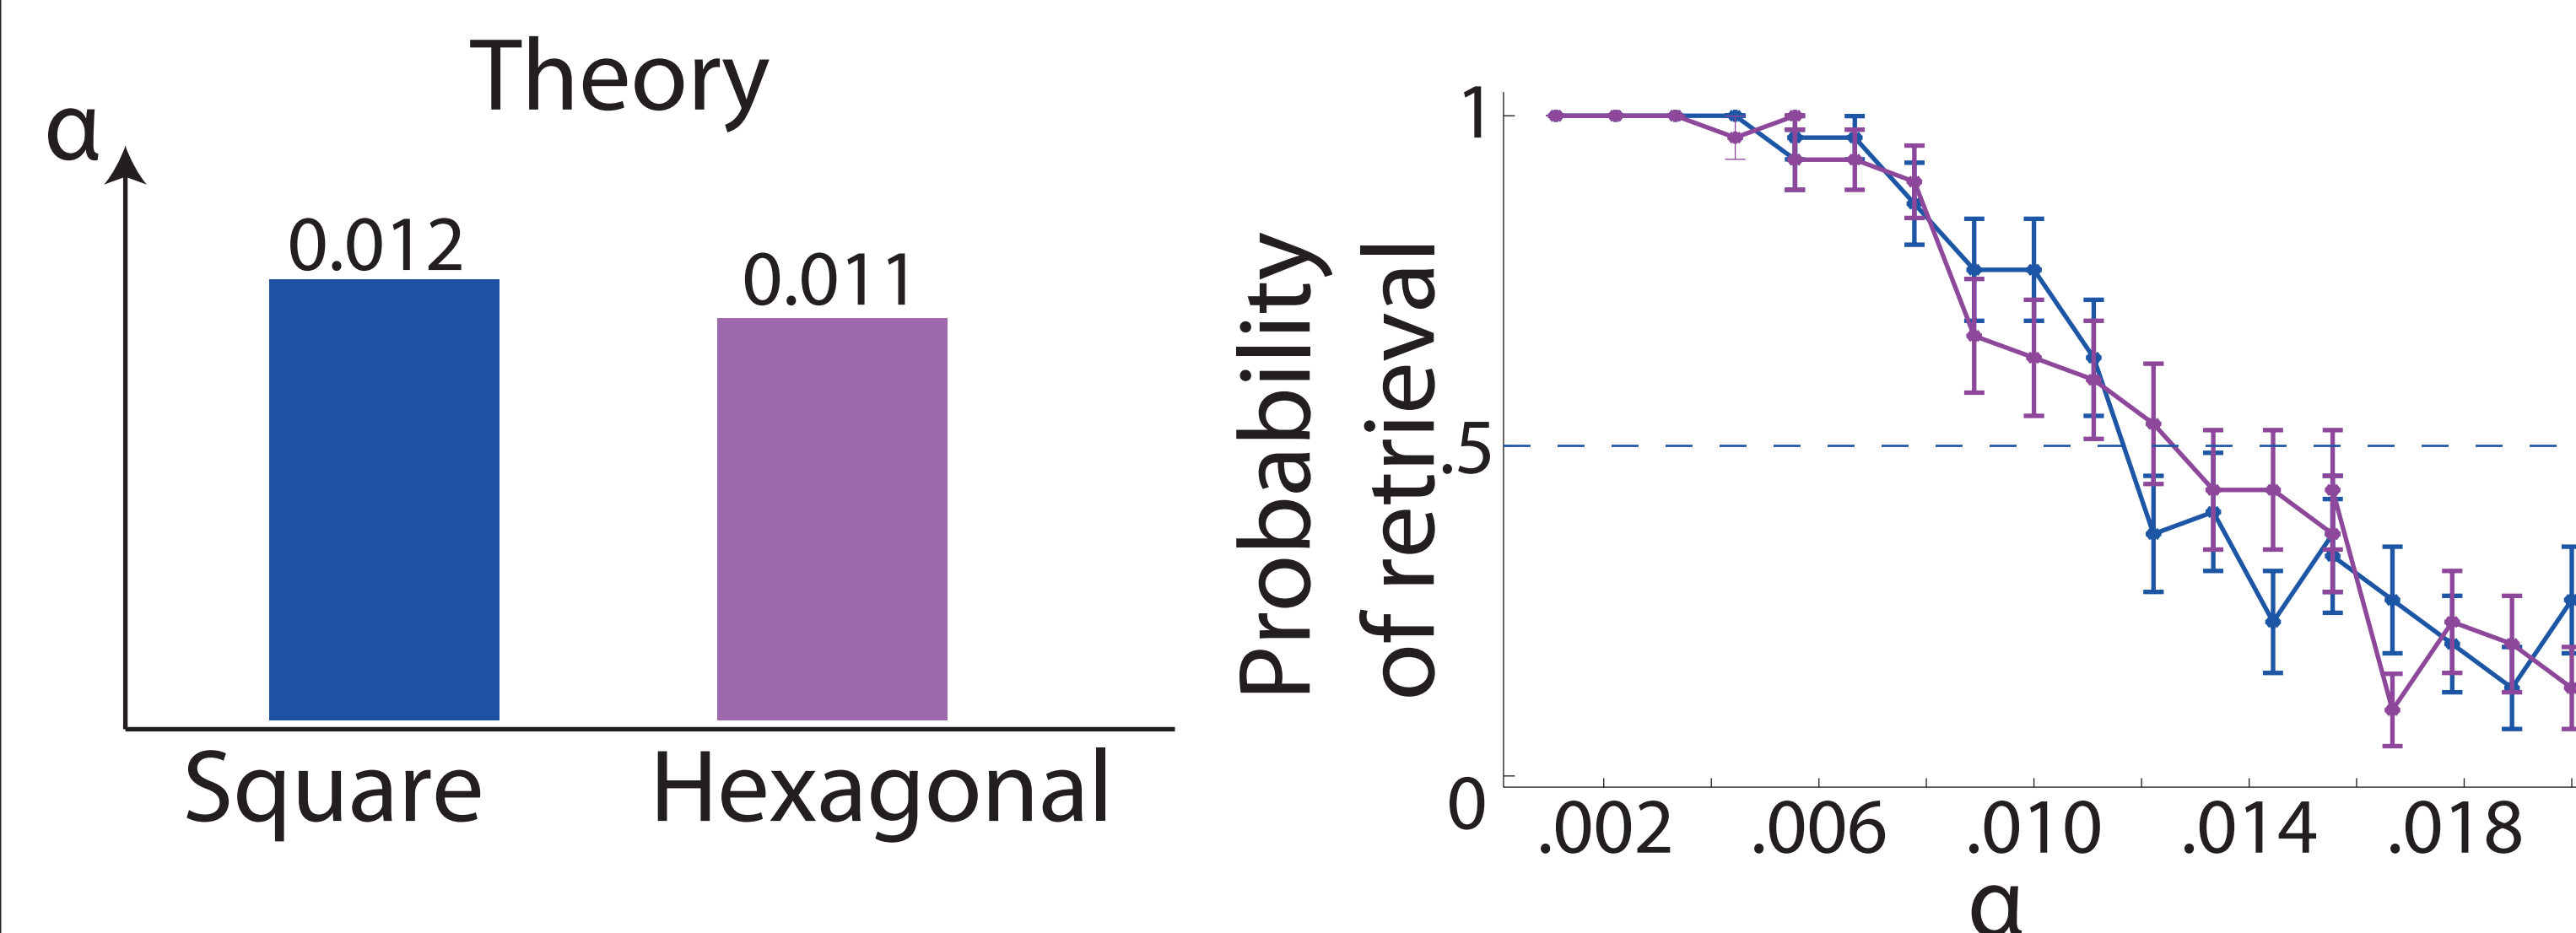 Theory
α
0.012
0.011
Square
Hexagonal
Probability
of retrieval
1
.5
0
.002
.006
.010
.014
.018
α